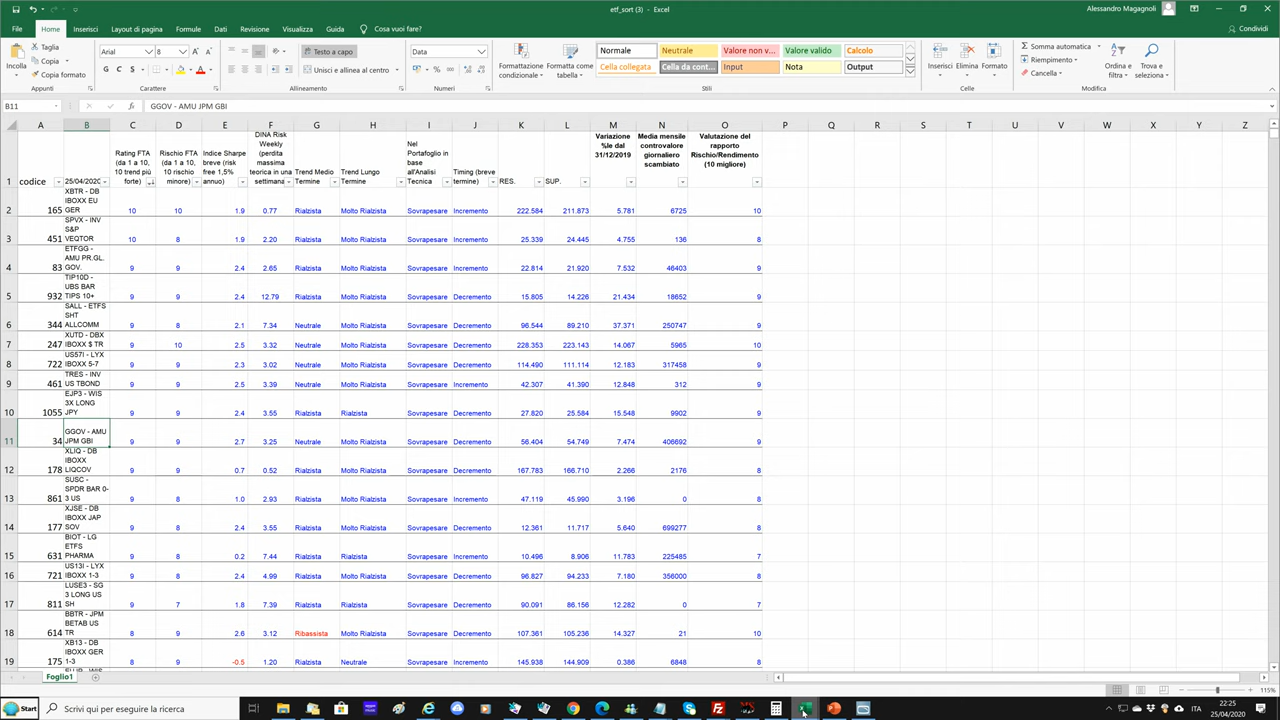 etf_sort (3) - Excel
Alessandro Magagnoli
File Home Inserisci Layout di pagina Formule Dati Revisione Visualizza Guida Cosa vuoi fare? Condividi
Incolla
Taglia
Copia
Copia formato
Appunti
Arial 8
G C S
Carattere
Testo a capo
Unisci e allinea al centro
Allineamento
Data
Numeri
Formattazione condizionale
Formatta come tabella
Normale Neutrale Valore non v... Valore valido Calcolo
Cella collegata Cella da cont... Input Nota Output
Stili
Inserisci Elimina Formato
Celle
Somma automatica
Riempimento
Cancella
Ordina e filtra
Trova e seleziona
Modifica
B11 GGOV - AMU JPM GBI
A B C D E F G H I J K L M N O P Q R S T U V W X Y Z
1 codice 25/04/2020 Rating FTA (da 1 a 10, 10 trend più forte) Rischio FTA (da 1 a 10, 10 rischio minore) Indice Sharpe breve (risk free 1,5% annuo) DINA Risk Weekly (perdita massima teorica in una settimana Trend Medio Termine Trend Lungo Termine Nel Portafoglio in base all'Analisi Tecnica Timing (breve termine) RES. SUP. Variazione %le dal 31/12/2019 Media mensile controvalore giornaliero scambiato Valutazione del rapporto Rischio/Rendimento (10 migliore)
2 165 XBTR - DB IBOXX EU GER 10 10 1.9 0.77 Rialzista Molto Rialzista Sovrapesare Incremento 222.584 211.873 5.781 6725 10
3 451 SPVX - INV S&P VEQTOR 10 8 1.9 2.20 Rialzista Molto Rialzista Sovrapesare Incremento 25.339 24.445 4.755 136 8
4 83 ETFGG - AMU PR.GL. GOV. 9 9 2.4 2.65 Rialzista Molto Rialzista Sovrapesare Incremento 22.814 21.920 7.532 46403 9
5 932 TIP10D - UBS BAR TIPS 10+ 9 9 2.4 12.79 Rialzista Molto Rialzista Sovrapesare Decremento 15.805 14.226 21.434 18652 9
6 344 SALL - ETFS SHT ALLCOMM 9 8 2.1 7.34 Neutrale Molto Rialzista Sovrapesare Decremento 96.544 89.210 37.371 250747 9
7 247 XUTD - DBX IBOXX $ TR 9 10 2.5 3.32 Neutrale Molto Rialzista Sovrapesare Decremento 228.353 223.143 14.067 5965 10
8 722 US57I - LYX IBOXX 5-7 9 9 2.3 3.02 Neutrale Molto Rialzista Sovrapesare Decremento 114.490 111.114 12.183 317458 9
9 461 TRES - INV US TBOND 9 9 2.5 3.39 Neutrale Molto Rialzista Sovrapesare Incremento 42.307 41.390 12.848 312 9
10 1055 EJP3 - WIS 3X LONG JPY 9 9 2.4 3.55 Rialzista Rialzista Sovrapesare Decremento 27.820 25.584 15.548 9902 9
11 34 GGOV - AMU JPM GBI 9 9 2.7 3.25 Neutrale Molto Rialzista Sovrapesare Decremento 56.404 54.749 7.474 406692 9
12 178 XLIQ - DB IBOXX LIQCOV 9 9 0.7 0.52 Rialzista Molto Rialzista Sovrapesare Decremento 167.783 166.710 2.266 2176 8
13 861 SUSC - SPDR BAR 0-3 US 9 8 1.0 2.93 Rialzista Molto Rialzista Sovrapesare Incremento 47.119 45.990 3.196 0 8
14 177 XJSE - DB IBOXX JAP SOV 9 8 2.4 3.55 Rialzista Molto Rialzista Sovrapesare Decremento 12.361 11.717 5.640 699277 8
15 631 BIOT - LG ETFS PHARMA 9 8 0.2 7.44 Rialzista Rialzista Sovrapesare Incremento 10.496 8.906 11.783 225485 7
16 721 US13I - LYX IBOXX 1-3 9 8 2.4 4.99 Rialzista Molto Rialzista Sovrapesare Decremento 96.827 94.233 7.180 356000 8
17 811 LUSE3 - SG 3 LONG US SH 9 7 1.8 7.39 Rialzista Rialzista Sovrapesare Decremento 90.091 86.156 12.282 0 7
18 614 BBTR - JPM BETAB US TR 8 9 2.6 3.12 Ribassista Molto Rialzista Sovrapesare Decremento 107.361 105.236 14.327 21 10
19 175 XB13 - DB IBOXX GER 1-3 8 9 -0.5 1.20 Rialzista Neutrale Sovrapesare Incremento 145.938 144.909 0.386 6848 8
Foglio1
115%
Start Scrivi qui per eseguire la ricerca
ITA
22:25
25/04/2020